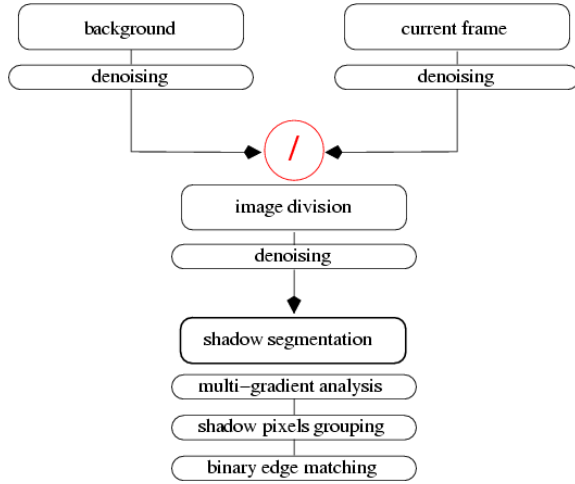 background
current frame
denoising
denoising
/
image division
denoising
shadow segmentation
multi-gradient analysis
shadow pixels grouping
binary edge matching